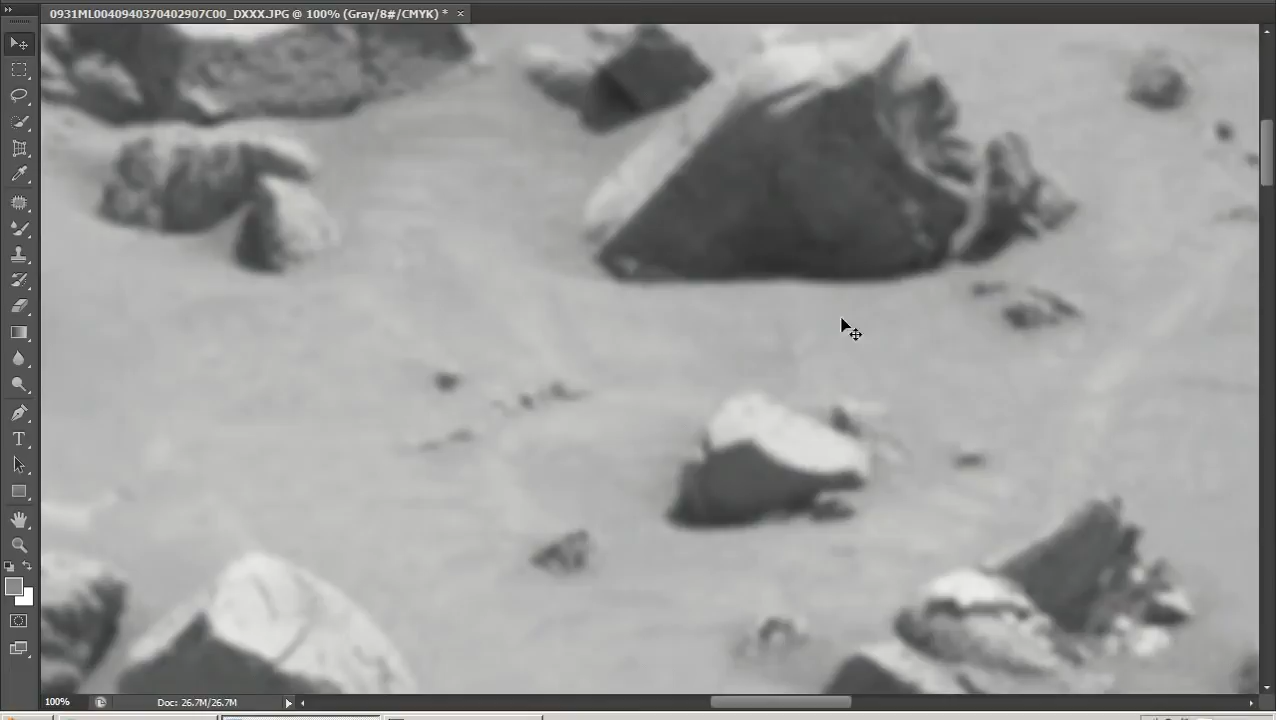 0931ML0040940370402907C00_DXXX.JPG @ 100% (Gray/8#/CMYK) * ×
T
100% Doc: 26.7M/26.7M